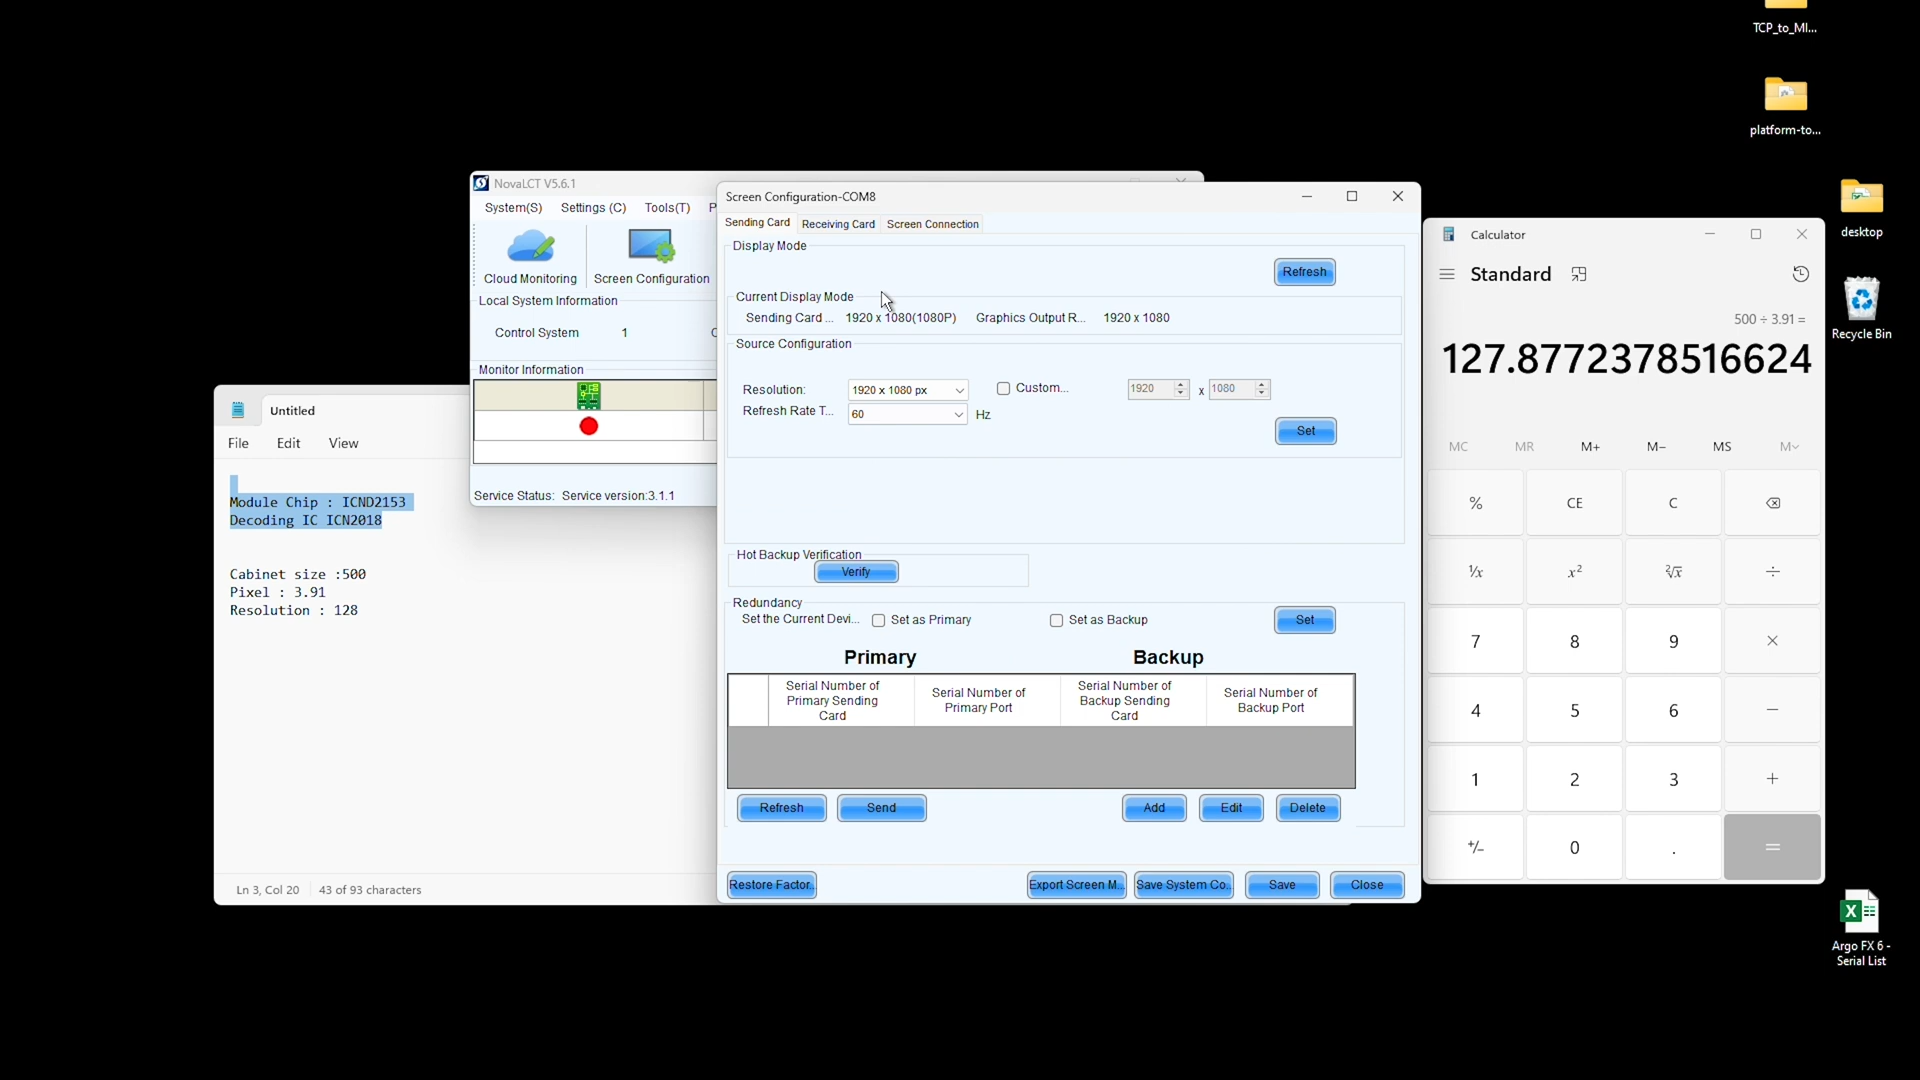 TCP_to_MI...
platform-to...
desktop
Recycle Bin
Argo FX 6 -
Serial List
Untitled
File Edit View
Module Chip : ICND2153
Decoding IC ICN2018
Cabinet size :500
Pixel : 3.91
Resolution : 128
Ln 3, Col 20 43 of 93 characters
NovaLCT V5.6.1
System(S) Settings (C) Tools(T) P
Cloud Monitoring Screen Configuration
Local System Information
Control System 1
Monitor Information
Service Status: Service version:3.1.1
Screen Configuration-COM8
Sending Card Receiving Card Screen Connection
Display Mode
Refresh
Current Display Mode
Sending Card ... 1920 x 1080(1080P) Graphics Output R... 1920 x 1080
Source Configuration
Resolution: 1920 x 1080 px Custom... 1920 x 1080
Refresh Rate T... 60 Hz
Set
Hot Backup Verification
Verify
Redundancy
Set the Current Devi... Set as Primary Set as Backup Set
Primary Backup
Serial Number of Primary Sending Card
Serial Number of Primary Port
Serial Number of Backup Sending Card
Serial Number of Backup Port
Refresh Send Add Edit Delete
Restore Factor.. Export Screen M... Save System Co... Save Close
Calculator
Standard
500 ÷ 3.91 =
127.8772378516624
MC MR M+ M− MS M
% CE C
¹/x x² ²√x ÷
7 8 9 ×
4 5 6 −
1 2 3 +
+/− 0 . =